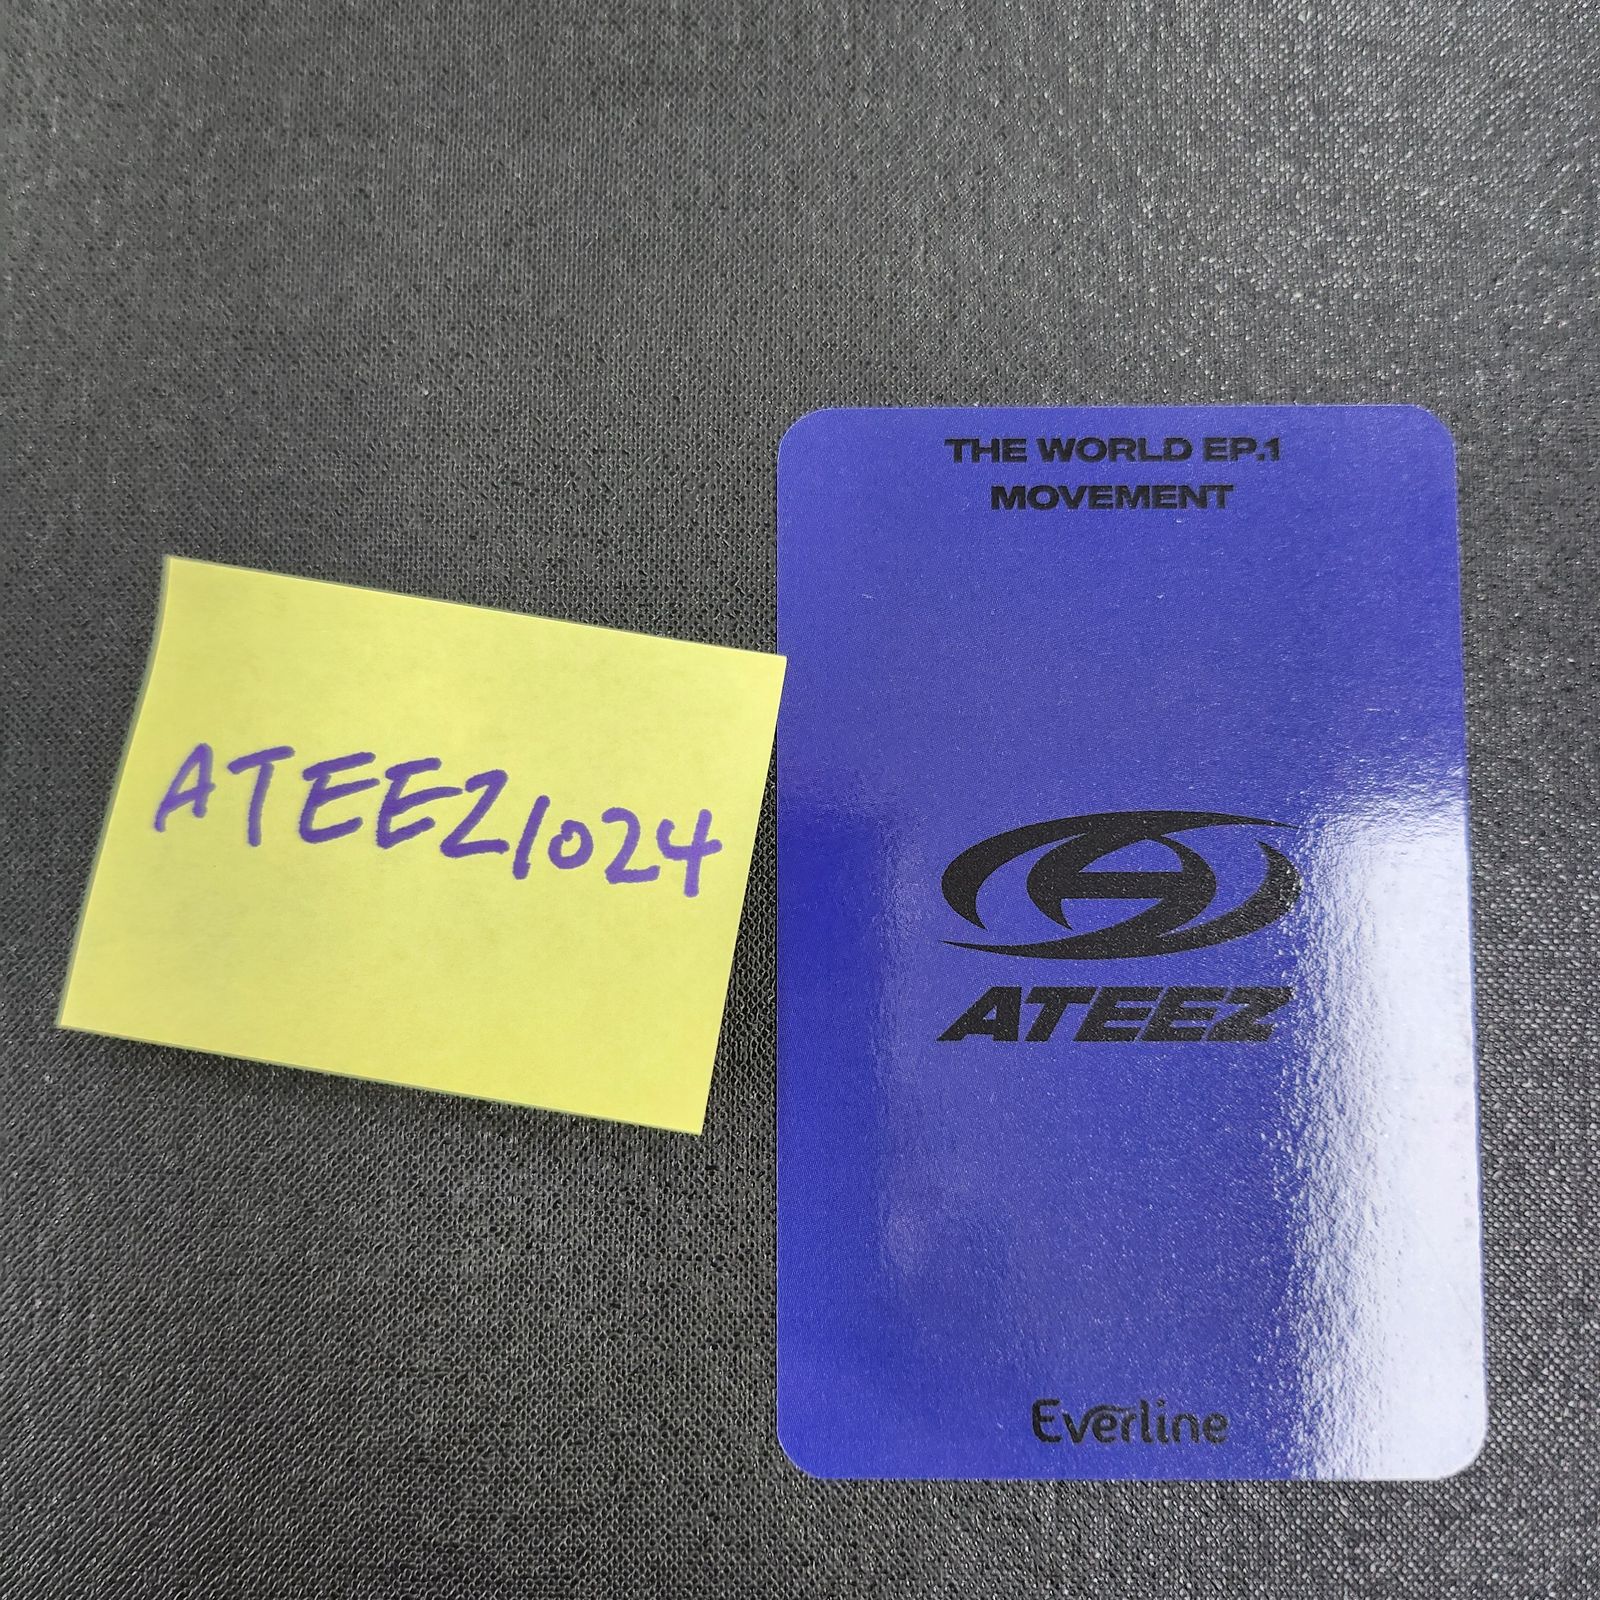 ATEEZ1024
THE WORLD EP.1
MOVEMENT
ATEEZ
Everline